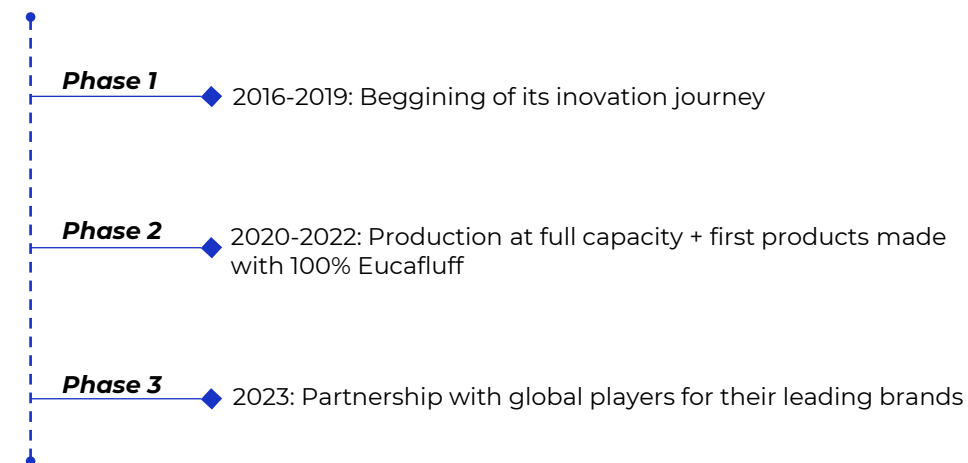 Phase 1
2016-2019: Beggining of its inovation journey
Phase 2
2020-2022: Production at full capacity + first products made
with 100% Eucafluff
Phase 3
2023: Partnership with global players for their leading brands